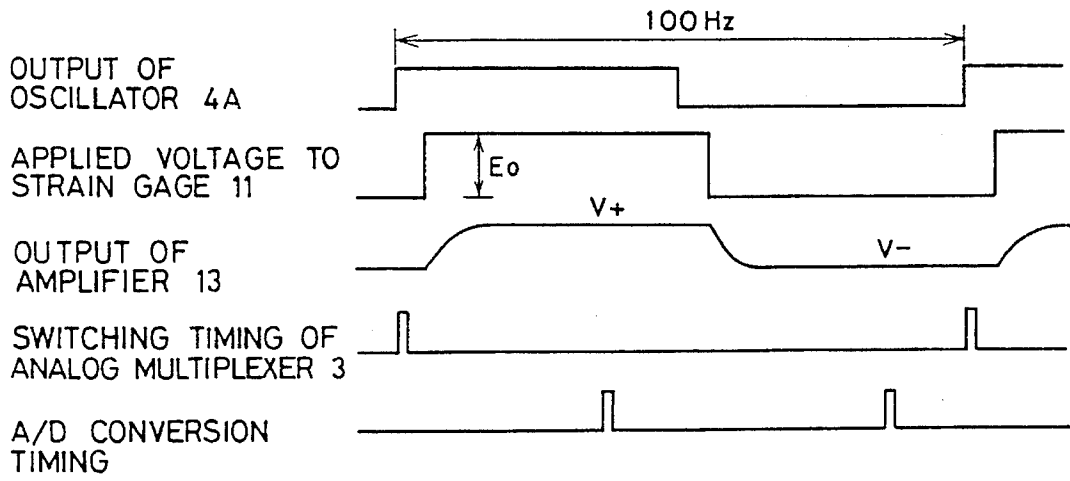 100Hz
OUTPUT OF
OSCILLATOR 4A
APPLIED VOLTAGE TO
STRAIN GAGE 11
Eo
V+
OUTPUT OF
AMPLIFIER 13
V-
SWITCHING TIMING OF
ANALOG MULTIPLEXER 3
A/D CONVERSION
TIMING